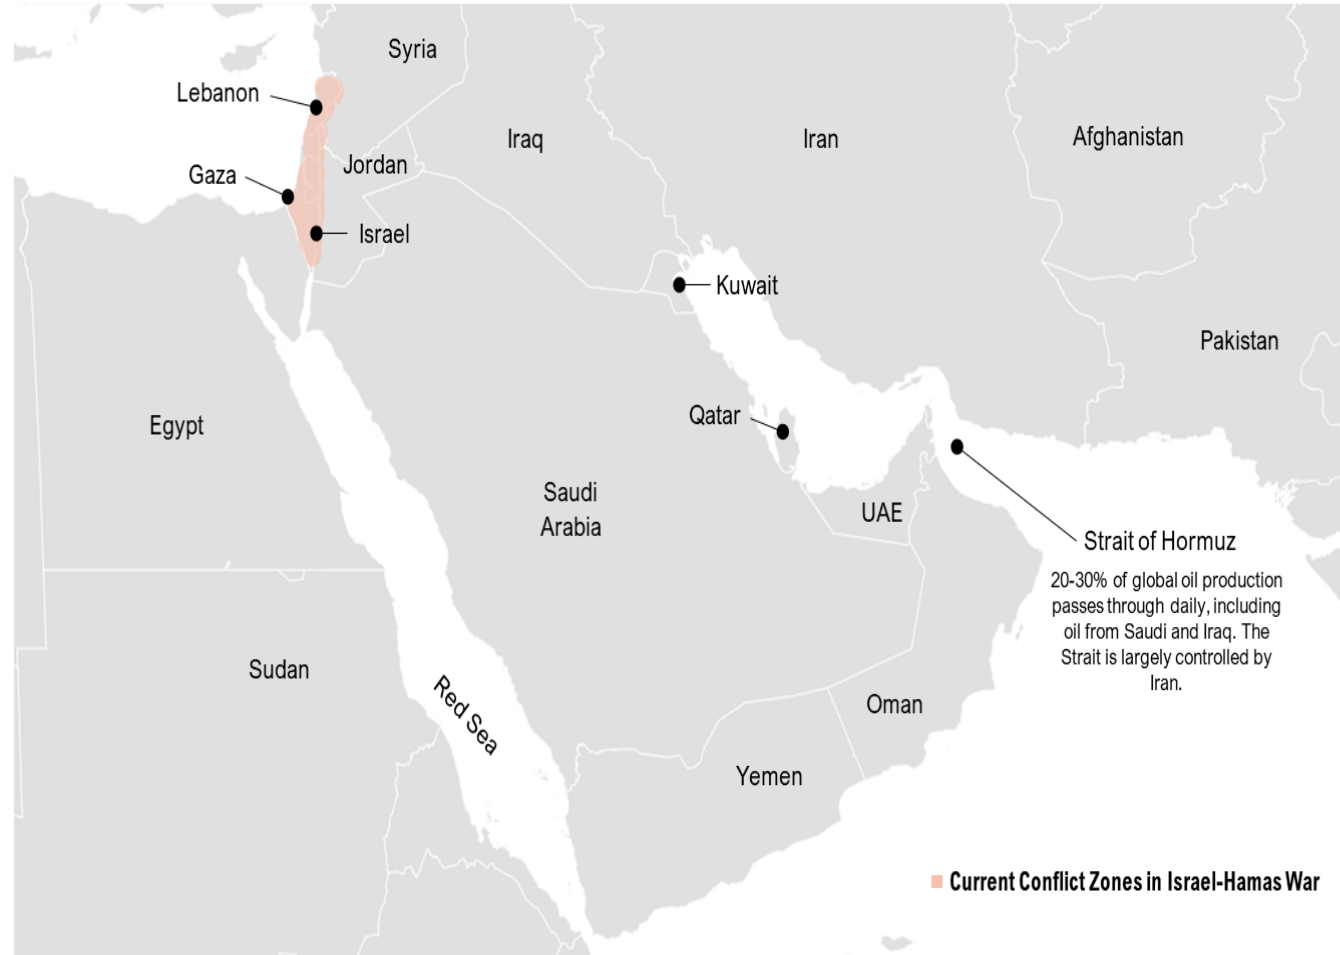 Syria
Lebanon
Iraq
Iran
Afghanistan
Jordan
Gaza
Israel
Kuwait
Pakistan
Qatar
Egypt
Saudi
Arabia
UAE
Strait of Hormuz
20-30% of global oil production
passes through daily, including
oil from Saudi and Iraq. The
Strait is largely controlled by
Iran.
Sudan
Red Sea
Oman
Yemen
Current Conflict Zones in Israel-Hamas War